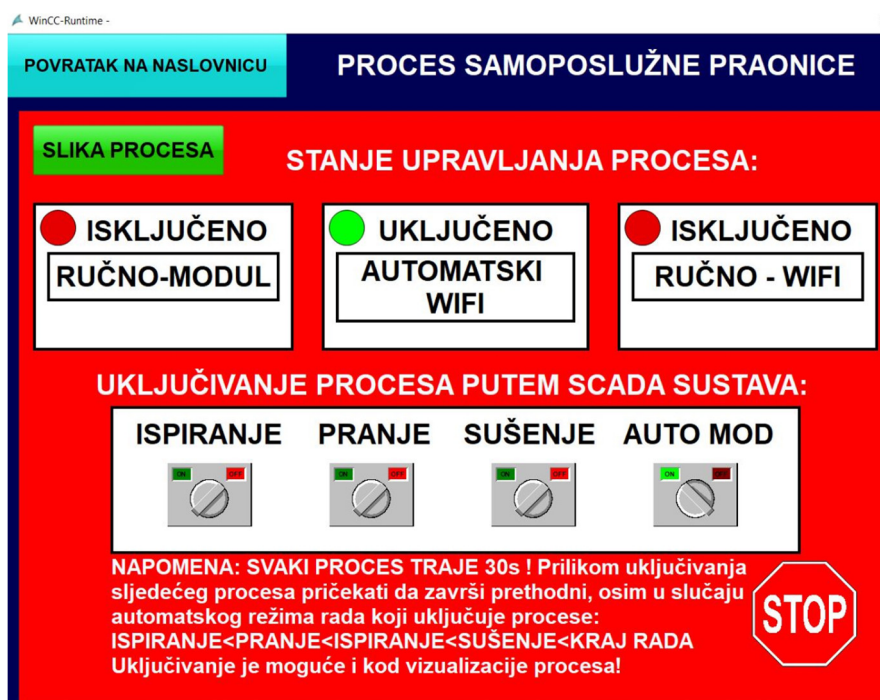 WinCC-Runtime -
POVRATAK NA NASLOVNICU
PROCES SAMOPOSLUŽNE PRAONICE
SLIKA PROCESA
STANJE UPRAVLJANJA PROCESA:
ISKLJUČENO
RUČNO-MODUL
UKLJUČENO
AUTOMATSKI
WIFI
ISKLJUČENO
RUČNO - WIFI
UKLJUČIVANJE PROCESA PUTEM SCADA SUSTAVA:
ISPIRANJE PRANJE SUŠENJE AUTO MOD
ON OFF ON OFF ON OFF ON OFF
NAPOMENA: SVAKI PROCES TRAJE 30s ! Prilikom uključivanja
sljedećeg procesa pričekati da završi prethodni, osim u slučaju
automatskog režima rada koji uključuje procese:
ISPIRANJE<PRANJE<ISPIRANJE<SUŠENJE<KRAJ RADA
Uključivanje je moguće i kod vizualizacije procesa!
STOP